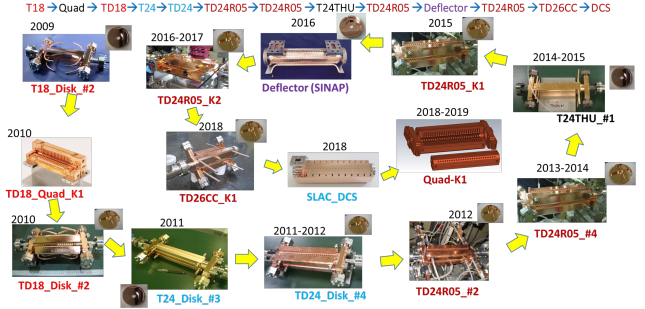 T18→Quad→TD18→T24→TD24→TD24R05→TD24R05→T24THU→TD24R05→Deflector→TD24R05→TD26CC→DCS
2009
T18_Disk_#2
2016-2017
TD24R05_K2
2016
Deflector (SINAP)
2015
TD24R05_K1
2014-2015
T24THU_#1
2010
TD18_Quad_K1
2018
TD26CC_K1
2018
SLAC_DCS
2018-2019
Quad-K1
2013-2014
TD24R05_#4
2010
TD18_Disk_#2
2011
T24_Disk_#3
2011-2012
TD24_Disk_#4
2012
TD24R05_#2